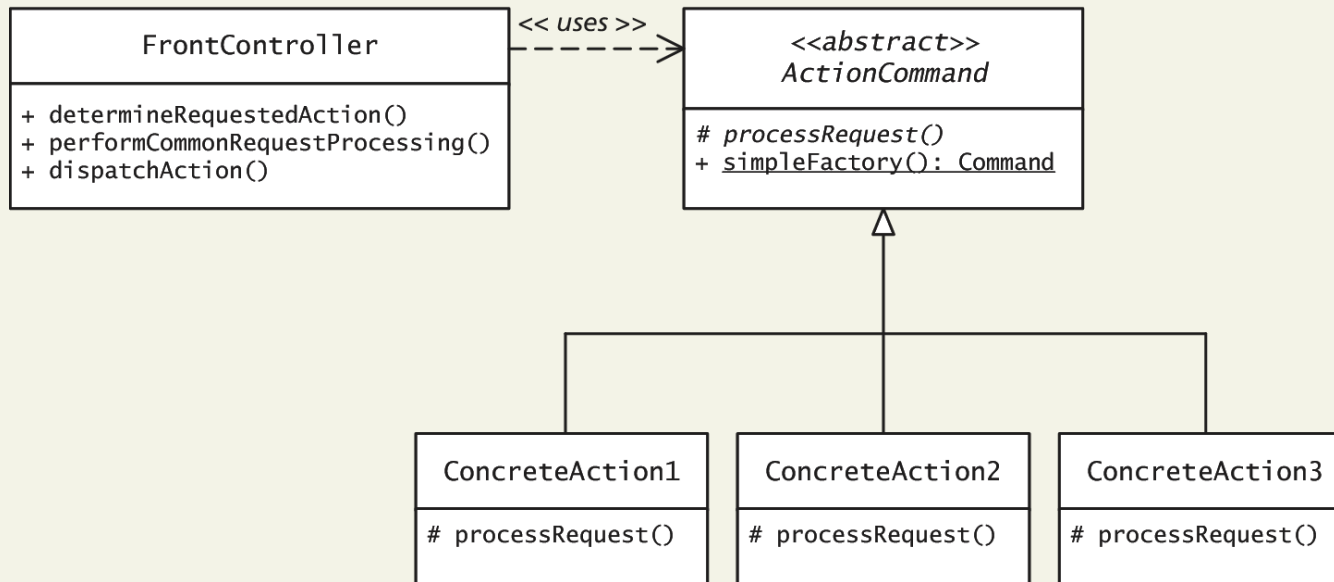 FrontController
+ determineRequestedAction()
+ performCommonRequestProcessing()
+ dispatchAction()
<< uses >>
<<abstract>>
ActionCommand
# processRequest()
+ simpleFactory(): Command
ConcreteAction1
# processRequest()
ConcreteAction2
# processRequest()
ConcreteAction3
# processRequest()